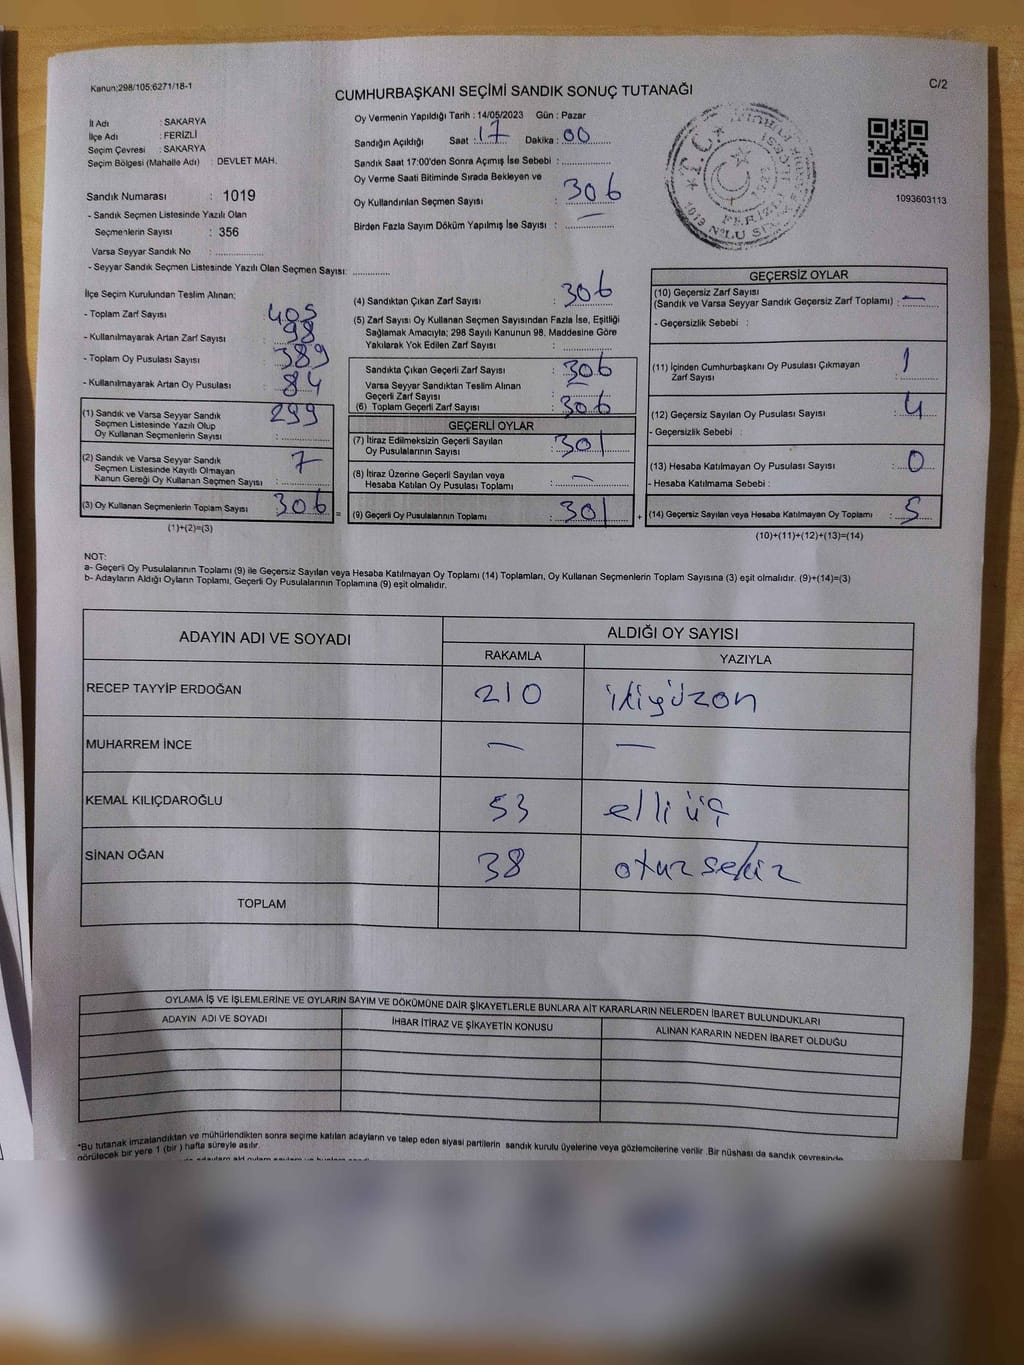 Kanun:298/105;6271/18-1
C/2
CUMHURBAŞKANI SEÇİMİ SANDIK SONUÇ TUTANAĞI
İl Adı : SAKARYA
İlçe Adı : FERİZLİ
Seçim Çevresi : SAKARYA
Seçim Bölgesi (Mahalle Adı) : DEVLET MAH.
Sandık Numarası : 1019
- Sandık Seçmen Listesinde Yazılı Olan
Seçmenlerin Sayısı : 356
Varsa Seyyar Sandık No :
- Seyyar Sandık Seçmen Listesinde Yazılı Olan Seçmen Sayısı:
Oy Vermenin Yapıldığı Tarih : 14/05/2023 Gün : Pazar
Sandığın Açıldığı Saat : 17 Dakika : 00
Sandık Saat 17:00'den Sonra Açımış İse Sebebi :
Oy Verme Saati Bitiminde Sırada Bekleyen ve
Oy Kullandırılan Seçmen Sayısı : 306
Birden Fazla Sayım Döküm Yapılmış İse Sayısı : —
T.C.
FERİZLİ
1019 NOLU
1093603113
İlçe Seçim Kurulundan Teslim Alınan;
- Toplam Zarf Sayısı : 405
- Kullanılmayarak Artan Zarf Sayısı : 98
- Toplam Oy Pusulası Sayısı : 389
- Kullanılmayarak Artan Oy Pusulası : 84
(1) Sandık ve Varsa Seyyar Sandık
Seçmen Listesinde Yazılı Olup
Oy Kullanan Seçmenlerin Sayısı : 299
(2) Sandık ve Varsa Seyyar Sandık
Seçmen Listesinde Kayıtlı Olmayan
Kanun Gereği Oy Kullanan Seçmen Sayısı : 7
(3) Oy Kullanan Seçmenlerin Toplam Sayısı : 306 =
(1)+(2)=(3)
(4) Sandıktan Çıkan Zarf Sayısı : 306
(5) Zarf Sayısı Oy Kullanan Seçmen Sayısından Fazla İse, Eşitliği
Sağlamak Amacıyla; 298 Sayılı Kanunun 98. Maddesine Göre
Yakılarak Yok Edilen Zarf Sayısı :
Sandıkta Çıkan Geçerli Zarf Sayısı : 306
Varsa Seyyar Sandıktan Teslim Alınan
Geçerli Zarf Sayısı : —
(6) Toplam Geçerli Zarf Sayısı : 306
GEÇERLİ OYLAR
(7) İtiraz Edilmeksizin Geçerli Sayılan
Oy Pusulalarının Sayısı : 301
(8) İtiraz Üzerine Geçerli Sayılan veya
Hesaba Katılan Oy Pusulası Toplamı : —
(9) Geçerli Oy Pusulalarının Toplamı : 301 +
GEÇERSİZ OYLAR
(10) Geçersiz Zarf Sayısı
(Sandık ve Varsa Seyyar Sandık Geçersiz Zarf Toplamı) : —
- Geçersizlik Sebebi :
(11) İçinden Cumhurbaşkanı Oy Pusulası Çıkmayan
Zarf Sayısı : 1
(12) Geçersiz Sayılan Oy Pusulası Sayısı : 4
- Geçersizlik Sebebi :
(13) Hesaba Katılmayan Oy Pusulası Sayısı : 0
- Hesaba Katılmama Sebebi :
(14) Geçersiz Sayılan veya Hesaba Katılmayan Oy Toplamı : 5
(10)+(11)+(12)+(13)=(14)
NOT:
a- Geçerli Oy Pusulalarının Toplamı (9) ile Geçersiz Sayılan veya Hesaba Katılmayan Oy Toplamı (14) Toplamları, Oy Kullanan Seçmenlerin Toplam Sayısına (3) eşit olmalıdır. (9)+(14)=(3)
b- Adayların Aldığı Oyların Toplamı, Geçerli Oy Pusulalarının Toplamına (9) eşit olmalıdır.
ADAYIN ADI VE SOYADI
ALDIĞI OY SAYISI
RAKAMLA YAZIYLA
RECEP TAYYİP ERDOĞAN 210 ikiyüzon
MUHARREM İNCE — —
KEMAL KILIÇDAROĞLU 53 elli üç
SİNAN OĞAN 38 otuz sekiz
TOPLAM
OYLAMA İŞ VE İŞLEMLERİNE VE OYLARIN SAYIM VE DÖKÜMÜNE DAİR ŞİKAYETLERLE BUNLARA AİT KARARLARIN NELERDEN İBARET BULUNDUKLARI
ADAYIN ADI VE SOYADI İHBAR İTİRAZ VE ŞİKAYETİN KONUSU ALINAN KARARIN NEDEN İBARET OLDUĞU
*Bu tutanak imzalandıktan ve mühürlendikten sonra seçime katılan adayların ve talep eden siyasi partilerin sandık kurulu üyelerine veya gözlemcilerine verilir .Bir nüshası da sandık çevresinde
görülecek bir yere 1 (bir ) hafta süreyle asılır.